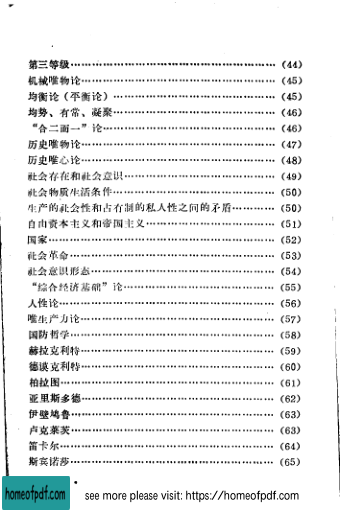 第三等级……………………………………(44)
机械唯物论…………………………………(45)
均衡论（平衡论）…………………………(45)
均势、有常、凝聚…………………………(46)
“合二而一”论……………………………(46)
历史唯物论…………………………………(47)
历史唯心论…………………………………(48)
社会存在和社会意识………………………(49)
社会物质生活条件…………………………(50)
生产的社会性和占有制的私人性之间的矛盾…………(50)
自由资本主义和帝国主义…………………(51)
国家…………………………………………(52)
社会革命……………………………………(53)
社会意识形态………………………………(54)
“综合经济基础”论………………………(55)
人性论………………………………………(56)
唯生产力论…………………………………(57)
国防哲学……………………………………(58)
赫拉克利特…………………………………(59)
德谟克利特…………………………………(60)
柏拉图………………………………………(61)
亚里斯多德…………………………………(62)
伊壁鸠鲁……………………………………(63)
卢克莱茨……………………………………(63)
笛卡尔………………………………………(64)
斯宾诺莎……………………………………(65)
homeofpdf.com
see more please visit: https://homeofpdf.com